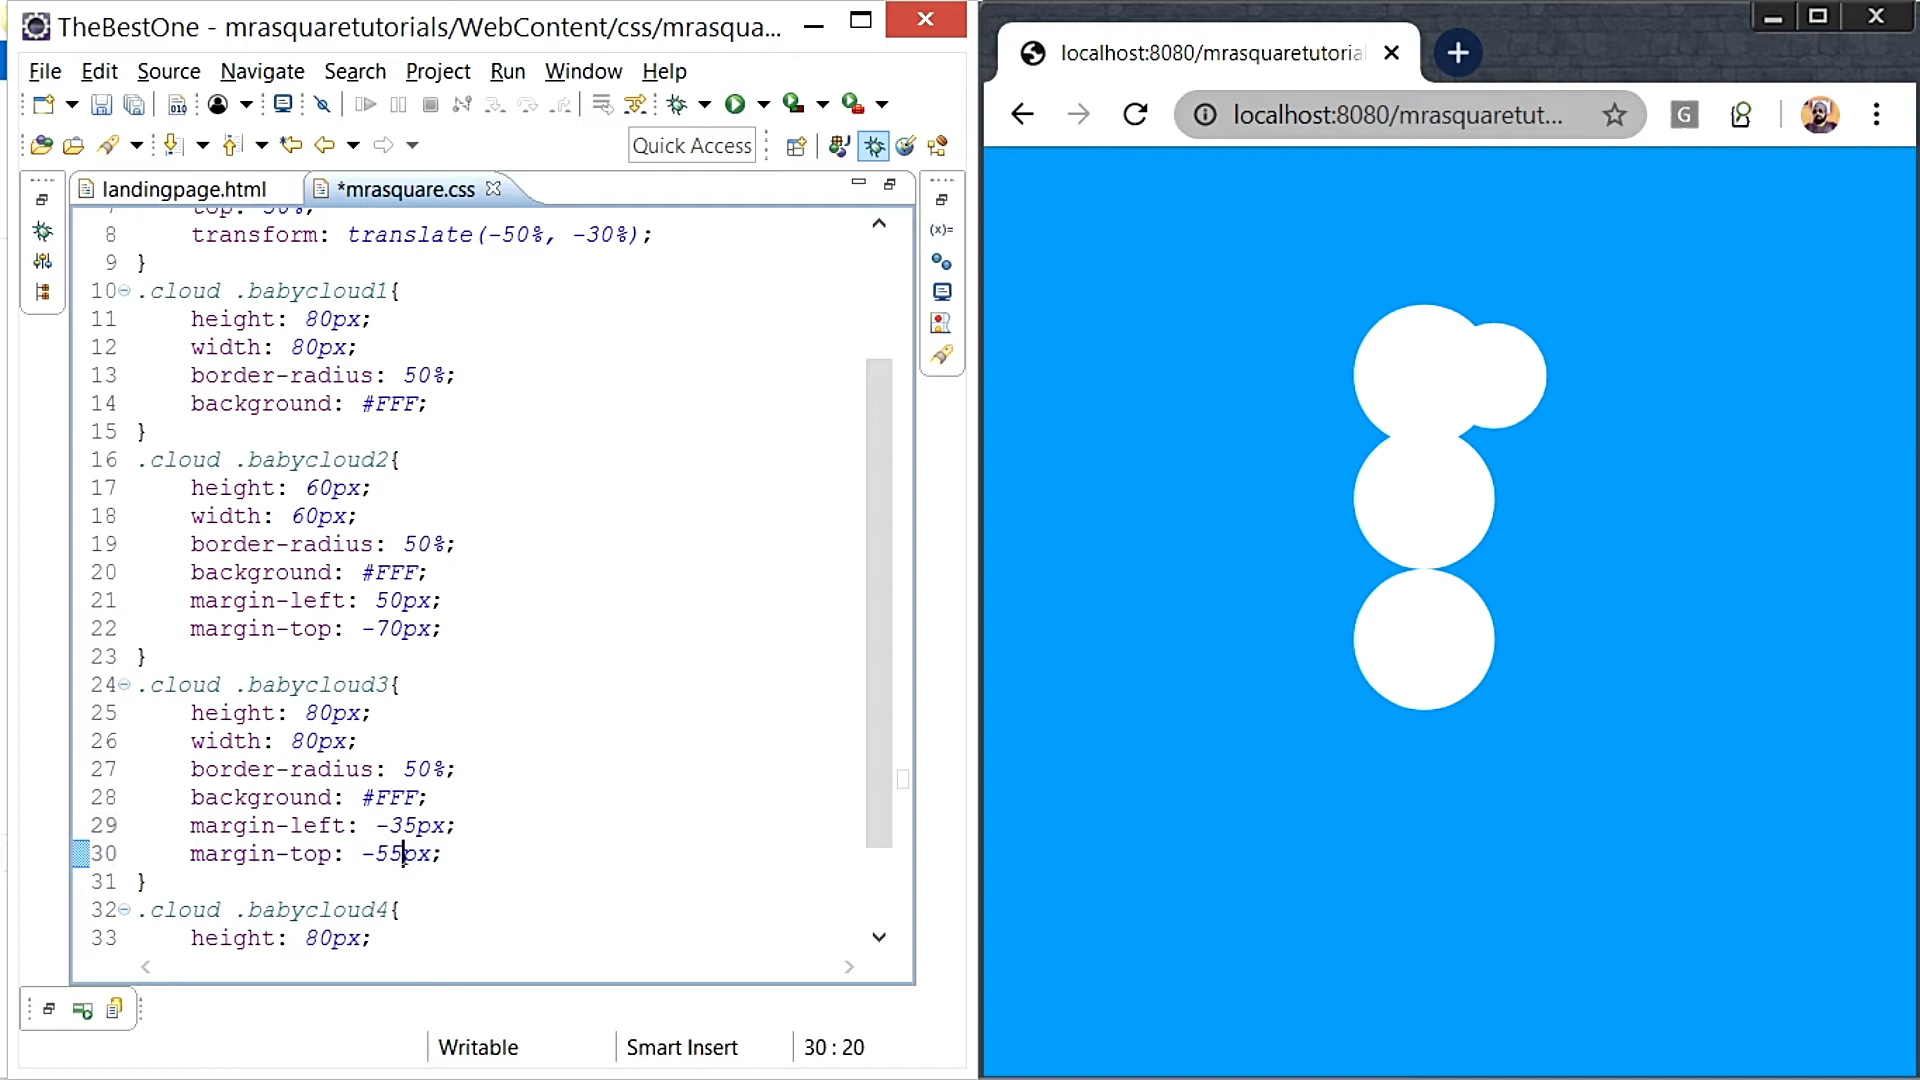 TheBestOne - mrasquaretutorials/WebContent/css/mrasqua...
File Edit Source Navigate Search Project Run Window Help
Quick Access
landingpage.html
*mrasquare.css
top: 50%;
8 transform: translate(-50%, -30%);
9 }
10 .cloud .babycloud1{
11 height: 80px;
12 width: 80px;
13 border-radius: 50%;
14 background: #FFF;
15 }
16 .cloud .babycloud2{
17 height: 60px;
18 width: 60px;
19 border-radius: 50%;
20 background: #FFF;
21 margin-left: 50px;
22 margin-top: -70px;
23 }
24 .cloud .babycloud3{
25 height: 80px;
26 width: 80px;
27 border-radius: 50%;
28 background: #FFF;
29 margin-left: -35px;
30 margin-top: -55px;
31 }
32 .cloud .babycloud4{
33 height: 80px;
(x)=
Writable Smart Insert 30 : 20
localhost:8080/mrasquaretutoria
localhost:8080/mrasquaretut...
G